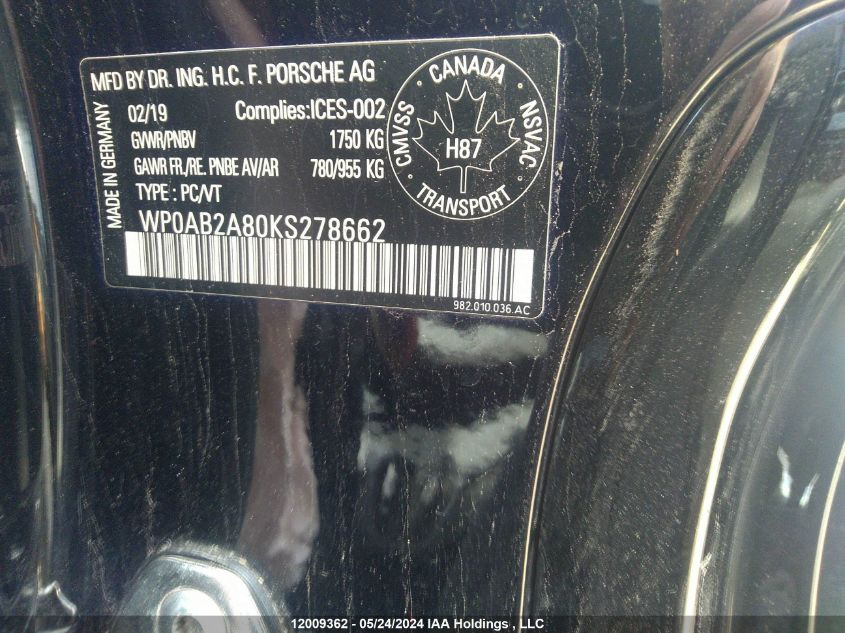 MFD BY DR. ING. H.C. F. PORSCHE AG
MADE IN GERMANY
02/19 Complies:ICES-002
GVWR/PNBV 1750 KG
GAWR FR./RE. PNBE AV/AR 780/955 KG
TYPE : PC/VT
CANADA
CMVSS
NSVAC
H87
TRANSPORT
WP0AB2A80KS278662
982.010.036.AC
12009362 - 05/24/2024 IAA Holdings , LLC